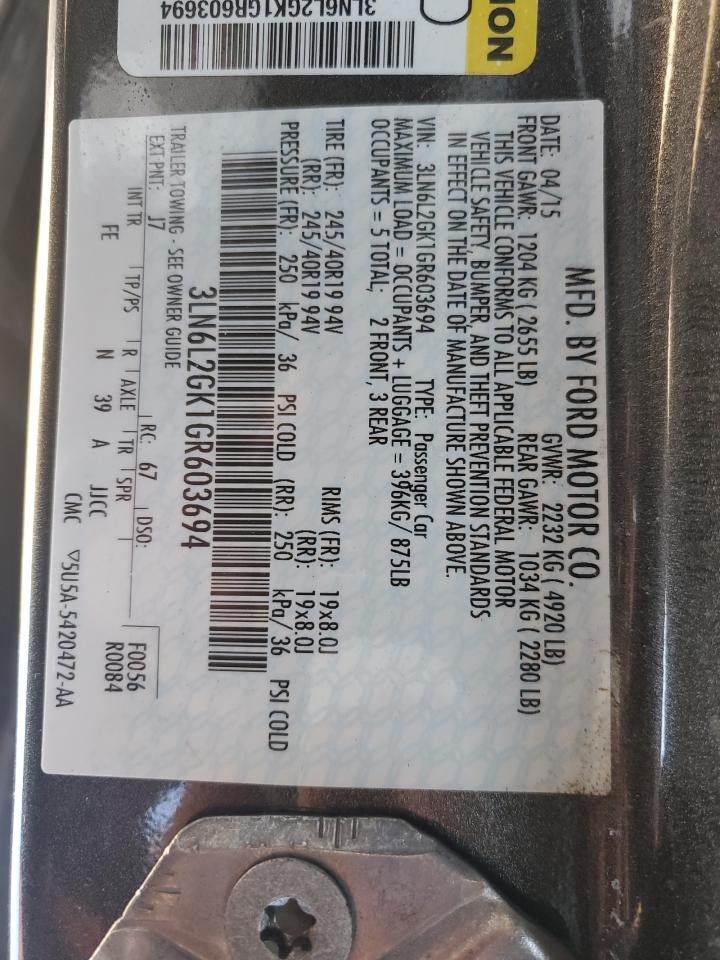 ION
3LN6L2GK1GR603694
MFD. BY FORD MOTOR CO.
DATE: 04/15 GVWR: 2232 KG ( 4920 LB)
FRONT GAWR: 1204 KG ( 2655 LB) REAR GAWR: 1034 KG ( 2280 LB)
THIS VEHICLE CONFORMS TO ALL APPLICABLE FEDERAL MOTOR
VEHICLE SAFETY, BUMPER, AND THEFT PREVENTION STANDARDS
IN EFFECT ON THE DATE OF MANUFACTURE SHOWN ABOVE.
VIN: 3LN6L2GK1GR603694 TYPE: Passenger Car
MAXIMUM LOAD = OCCUPANTS + LUGGAGE = 396KG/ 875LB
OCCUPANTS = 5 TOTAL; 2 FRONT, 3 REAR
TIRE (FR): 245/40R19 94V RIMS (FR): 19x8.0J
(RR): 245/40R19 94V (RR): 19x8.0J
PRESSURE (FR): 250 kPa/ 36 PSI COLD (RR): 250 kPa/ 36 PSI COLD
3LN6L2GK1GR603694
TRAILER TOWING - SEE OWNER GUIDE
EXT PNT: J7 RC: 67 DSO: F0056
INT TR TP/PS R AXLE TR SPR R0084
FE N 39 A JJCC
CMC ▽5U5A-5420472-AA